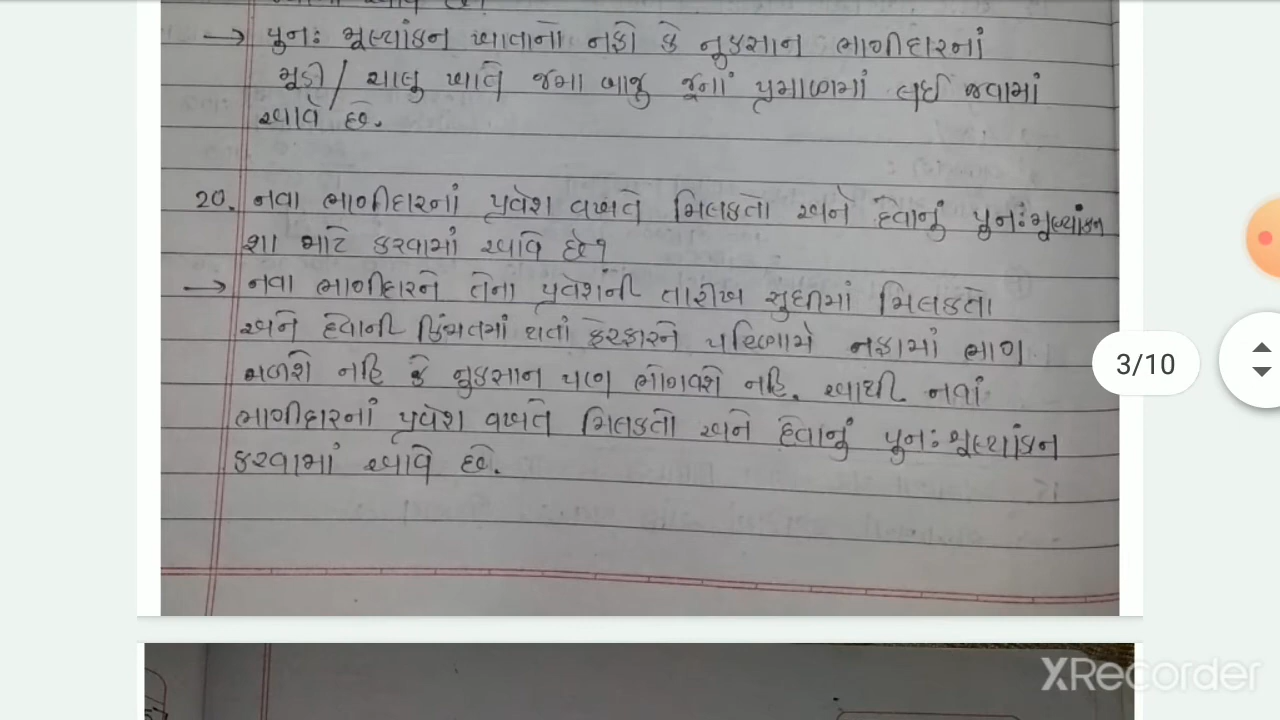 → પુનઃ મૂલ્યાંકન ખાતાનો નફો કે નુકસાન ભાગીદારનાં
મૂડી/ ચાલુ ખાતે જમા બાજુ જૂનાં પ્રમાણમાં લઈ જવામાં
આવે છે.
20. નવા ભાગીદારનાં પ્રવેશ વખતે મિલકતો અને દેવાનું પુનઃમૂલ્યાંકન
શા માટે કરવામાં આવે છે?
→ નવા ભાગીદારને તેના પ્રવેશની તારીખ સુધીમાં મિલકતો
અને દેવાની કિંમતમાં થતાં ફેરફારને પરિણામે નફામાં ભાગ
મળશે નહિ કે નુકસાન પણ ભોગવશે નહિ. આથી નવાં
ભાગીદારનાં પ્રવેશ વખતે મિલકતો અને દેવાનું પુનઃમૂલ્યાંકન
કરવામાં આવે છે.
3/10
XRecorder